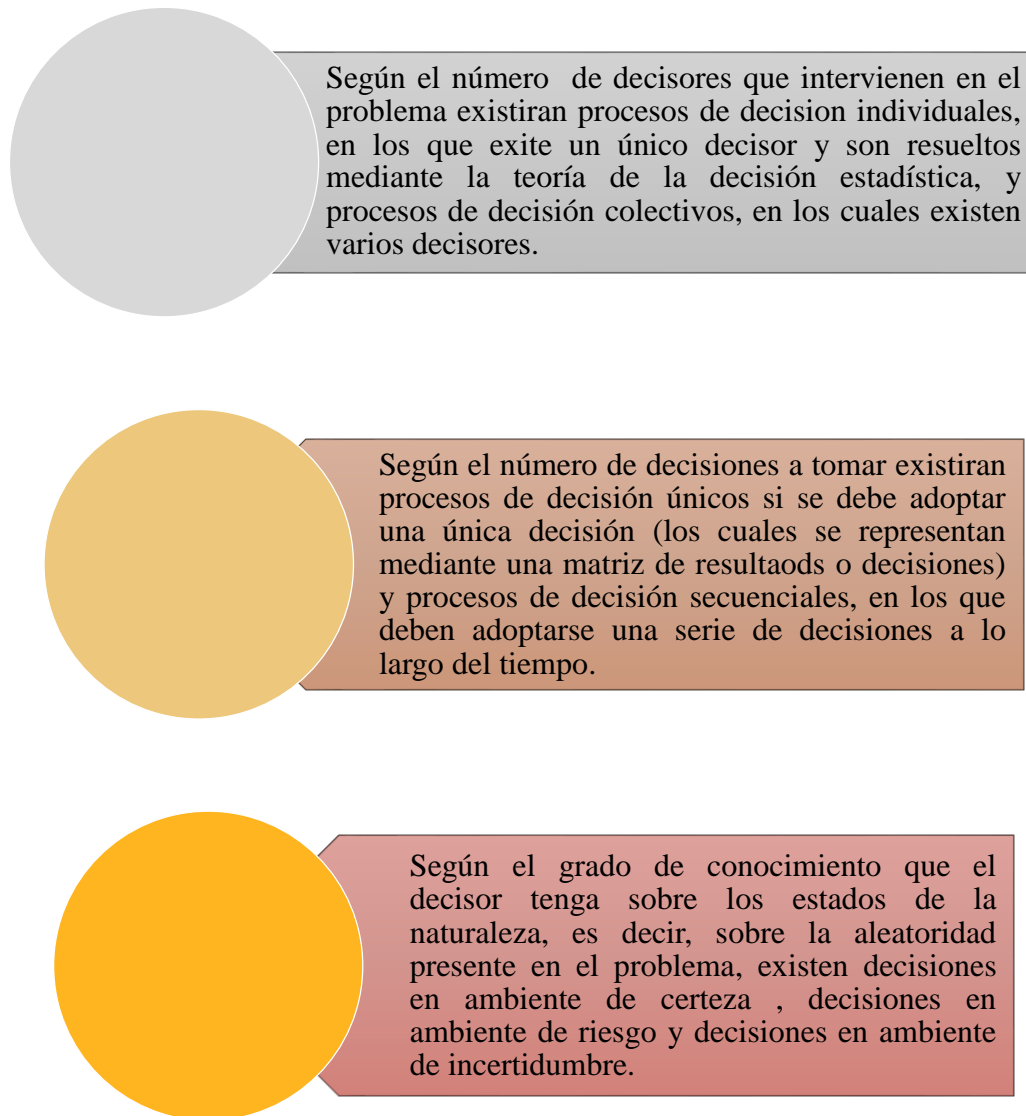 Según el número de decisores que intervienen en el
problema existiran procesos de decision individuales,
en los que exite un único decisor y son resueltos
mediante la teoría de la decisión estadística, y
procesos de decisión colectivos, en los cuales existen
varios decisores.
Según el número de decisiones a tomar existiran
procesos de decisión únicos si se debe adoptar
una única decisión (los cuales se representan
mediante una matriz de resultaods o decisiones)
y procesos de decisión secuenciales, en los que
deben adoptarse una serie de decisiones a lo
largo del tiempo.
Según el grado de conocimiento que el
decisor tenga sobre los estados de la
naturaleza, es decir, sobre la aleatoridad
presente en el problema, existen decisiones
en ambiente de certeza , decisiones en
ambiente de riesgo y decisiones en ambiente
de incertidumbre.